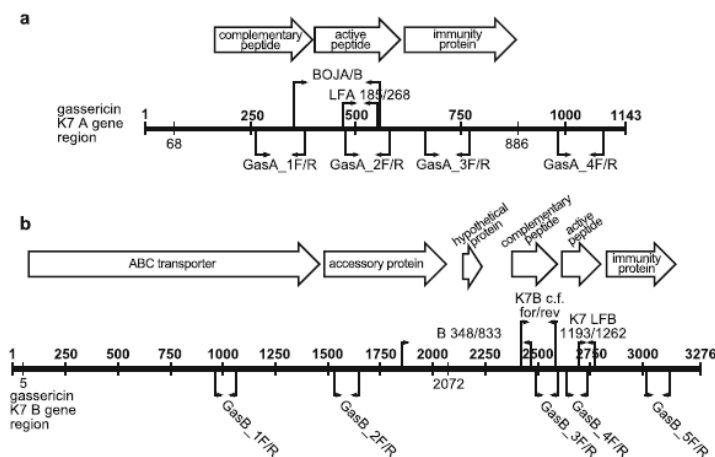 a
complementary peptide
active peptide
immunity protein
BOJA/B
LFA 185/268
gassericin K7 A gene region
1 250 500 750 1000 1143
68 886
GasA_1F/R GasA_2F/R GasA_3F/R GasA_4F/R
b
ABC transporter
accessory protein
hypothetical protein
complementary peptide
active peptide
immunity protein
K7B c.f. for/rev
K7 LFB 1193/1262
B 348/833
1 250 500 750 1000 1250 1500 1750 2000 2250 2500 2750 3000 3276
5 2072
gassericin K7 B gene region
GasB_1F/R GasB_2F/R GasB_3F/R GasB_4F/R GasB_5F/R